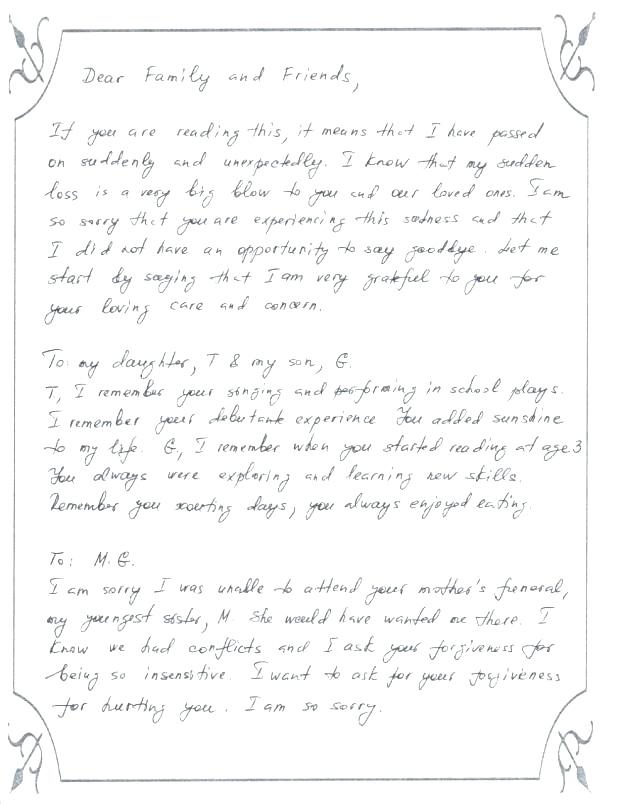 Dear Family and Friends,
If you are reading this, it means that I have passed
on suddenly and unexpectedly. I know that my sudden
loss is a very big blow to you and our loved ones. I am
so sorry that you are experiencing this sadness and that
I did not have an opportunity to say goodbye. Let me
start by saying that I am very grateful to you for
your loving care and concern.
To: my daughter, T & my son, G.
T, I remember your singing and performing in school plays.
I remember your debutante experience You added sunshine
to my life. G., I remember when you started reading at age 3
You always were exploring and learning new skills.
Remember you scouting days, you always enjoyed eating.
To: M. G.
I am sorry I was unable to attend your mother's funeral,
my youngest sister, M. She would have wanted me there. I
know we had conflicts and I ask your forgiveness for
being so insensitive. I want to ask for your forgiveness
for hurting you. I am so sorry.